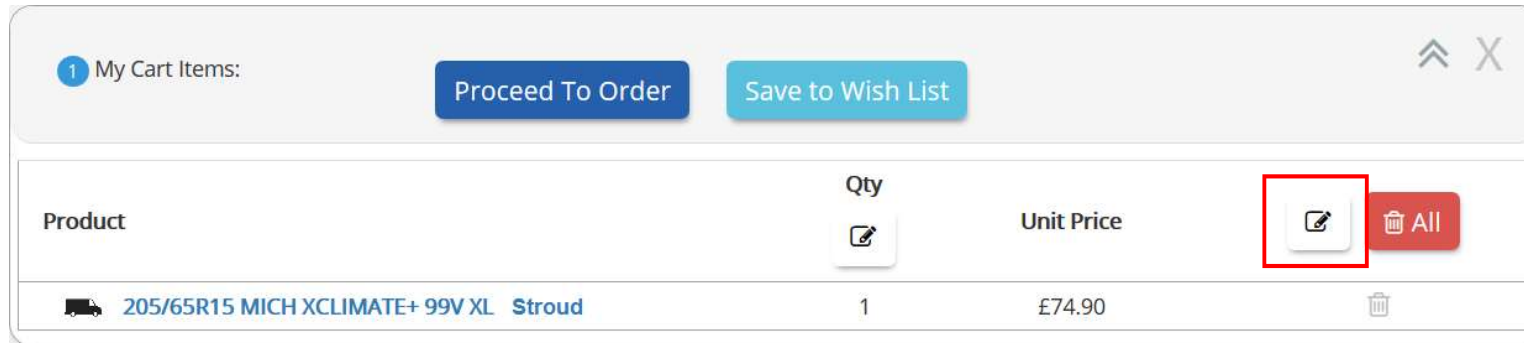 1 My Cart Items:
Proceed To Order Save to Wish List
X
Product Qty Unit Price All
205/65R15 MICH XCLIMATE+ 99V XL Stroud 1 £74.90